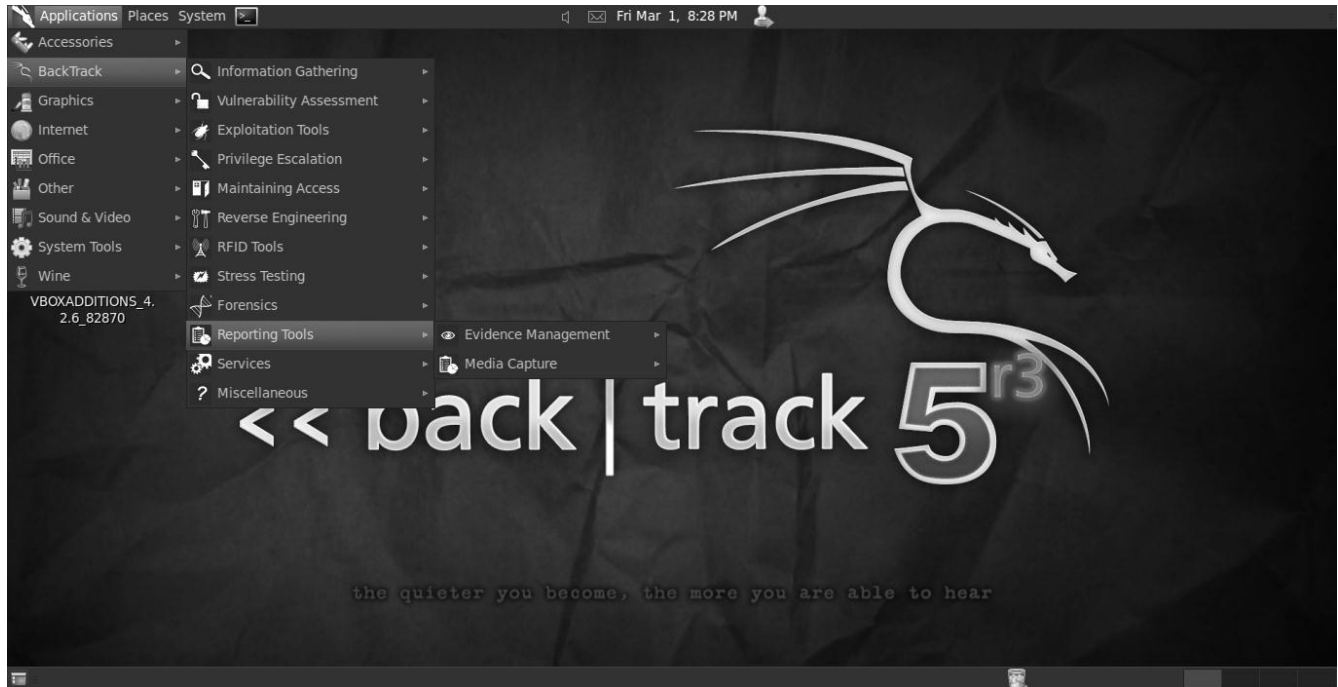 Applications Places System Fri Mar 1, 8:28 PM
Accessories
BackTrack
Graphics
Internet
Office
Other
Sound & Video
System Tools
Wine
Information Gathering
Vulnerability Assessment
Exploitation Tools
Privilege Escalation
Maintaining Access
Reverse Engineering
RFID Tools
Stress Testing
Forensics
Reporting Tools
Services
Miscellaneous
Evidence Management
Media Capture
VBOXADDITIONS_4.
2.6_82870
<< back | track 5 r3
the quieter you become, the more you are able to hear